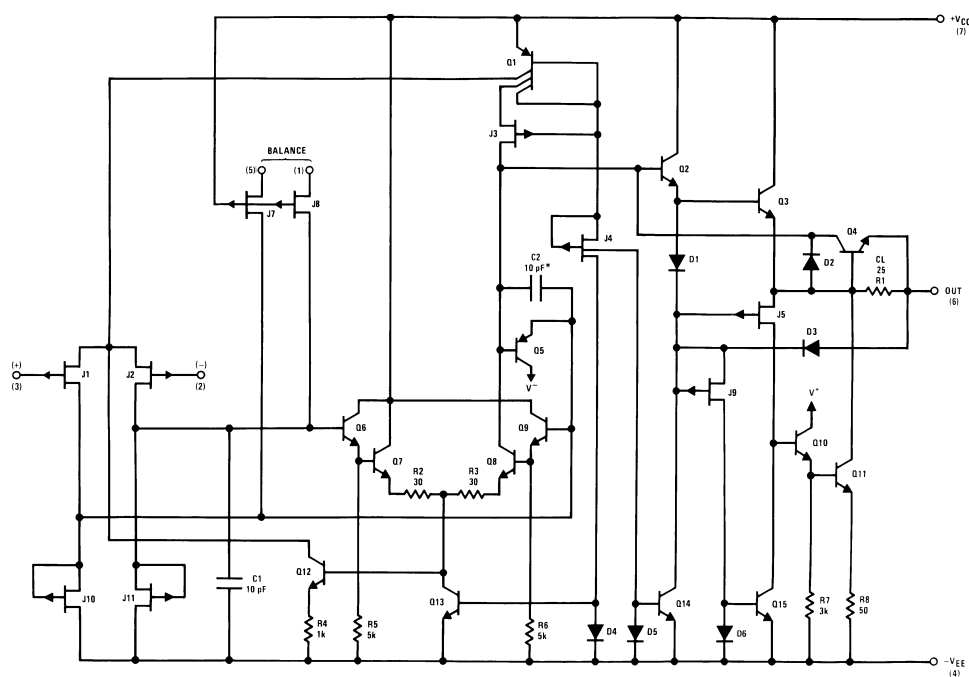 +VCC
(7)
Q1
J3
BALANCE
(5)
(1)
J7
J8
Q2
Q3
Q4
J4
C2
10 pF*
D1
D2
CL
25
R1
OUT
(6)
J5
D3
Q5
V−
(+)
(3)
J1
J2
(−)
(2)
J9
V+
Q6
Q9
Q10
Q7
Q8
R2
30
R3
30
Q11
Q12
C1
10 pF
J10
J11
Q13
Q14
Q15
R4
1k
R5
5k
R6
5k
D4
D5
D6
R7
3k
R8
50
−VEE
(4)